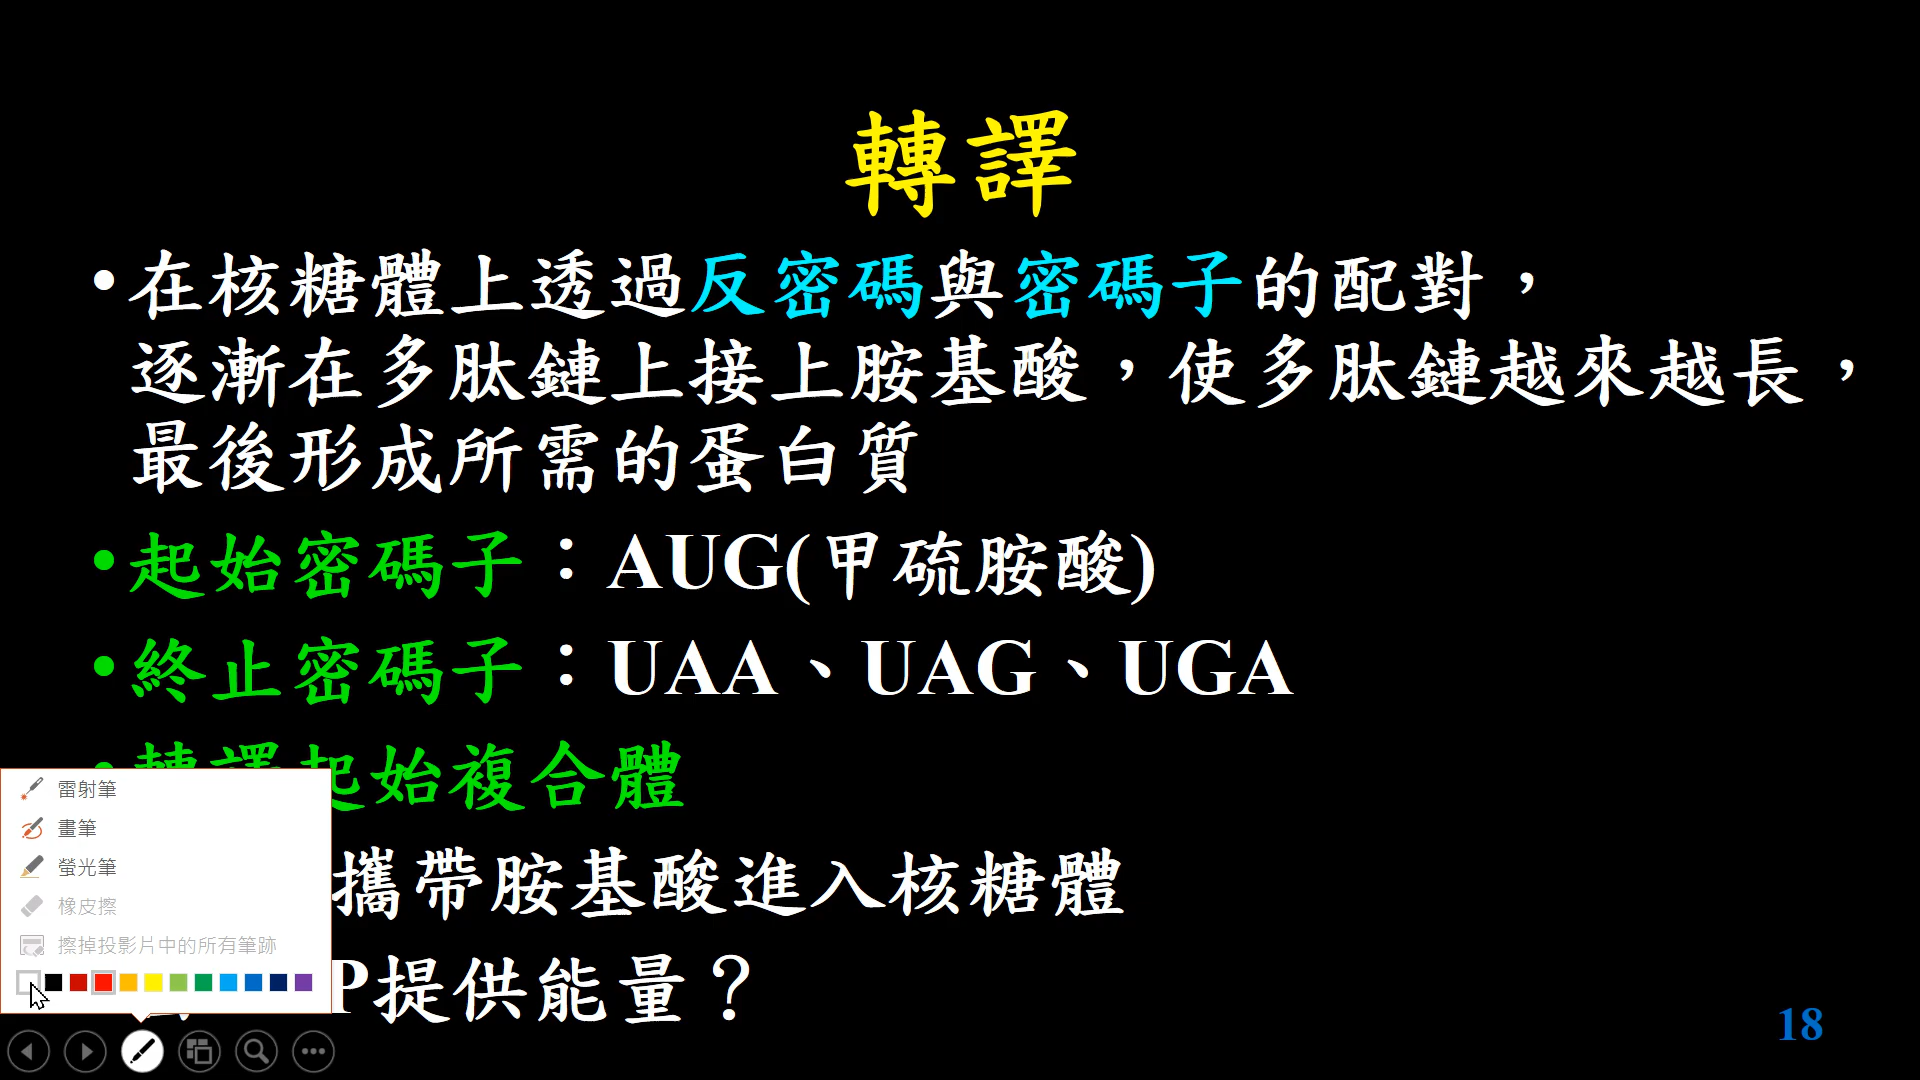 轉譯
•在核糖體上透過反密碼與密碼子的配對，
逐漸在多肽鏈上接上胺基酸，使多肽鏈越來越長，
最後形成所需的蛋白質
•起始密碼子：AUG(甲硫胺酸)
•終止密碼子：UAA、UAG、UGA
•轉譯起始複合體
攜帶胺基酸進入核糖體
P提供能量？
雷射筆
畫筆
螢光筆
橡皮擦
擦掉投影片中的所有筆跡
18